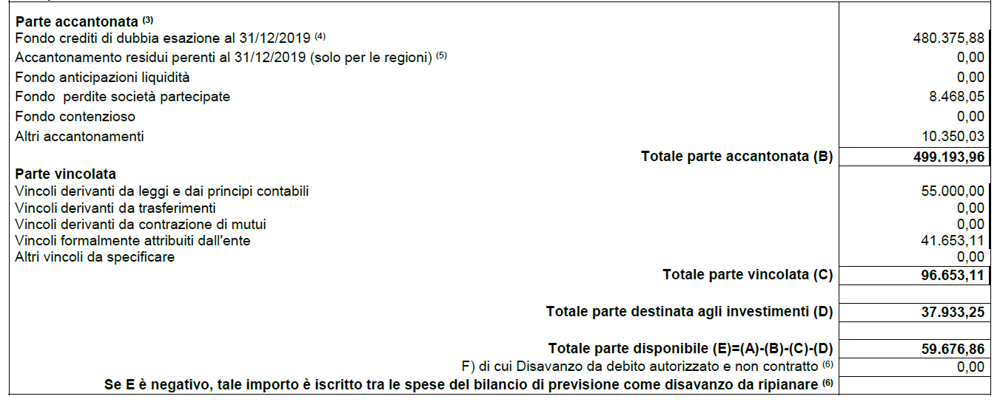 Parte accantonata (3)
Fondo crediti di dubbia esazione al 31/12/2019 (4) 480.375,88
Accantonamento residui perenti al 31/12/2019 (solo per le regioni) (5) 0,00
Fondo anticipazioni liquidità 0,00
Fondo perdite società partecipate 8.468,05
Fondo contenzioso 0,00
Altri accantonamenti 10.350,03
Totale parte accantonata (B) 499.193,96
Parte vincolata
Vincoli derivanti da leggi e dai principi contabili 55.000,00
Vincoli derivanti da trasferimenti 0,00
Vincoli derivanti da contrazione di mutui 0,00
Vincoli formalmente attribuiti dall'ente 41.653,11
Altri vincoli da specificare 0,00
Totale parte vincolata (C) 96.653,11
Totale parte destinata agli investimenti (D) 37.933,25
Totale parte disponibile (E)=(A)-(B)-(C)-(D) 59.676,86
F) di cui Disavanzo da debito autorizzato e non contratto (6) 0,00
Se E è negativo, tale importo è iscritto tra le spese del bilancio di previsione come disavanzo da ripianare (6)